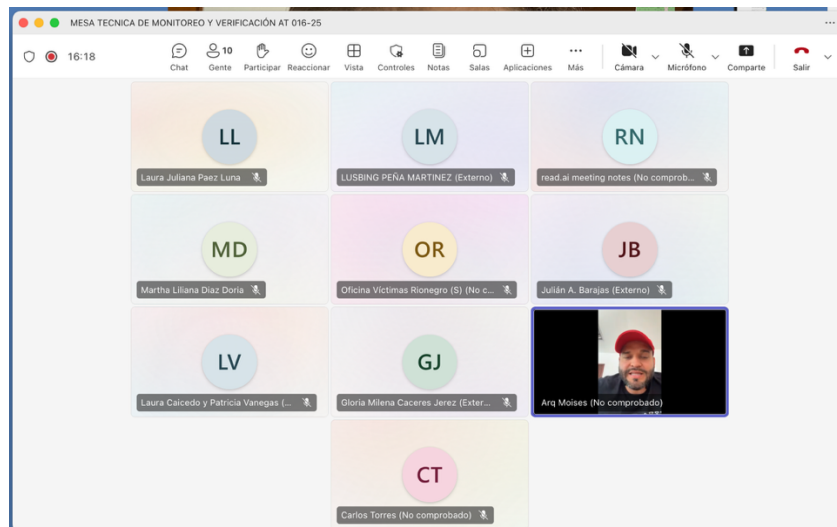 MESA TECNICA DE MONITOREO Y VERIFICACIÓN AT 016-25
16:18
10
Chat Gente Participar Reaccionar Vista Controles Notas Salas Aplicaciones Más Cámara Micrófono Comparte Salir
LL LM RN
Laura Juliana Paez Luna LUSBING PEÑA MARTINEZ (Externo) read.ai meeting notes (No comprob...
MD OR JB
Martha Liliana Diaz Doria Oficina Víctimas Rionegro (S) (No c... Julián A. Barajas (Externo)
LV GJ
Laura Caicedo y Patricia Vanegas (... Gloria Milena Caceres Jerez (Exter... Arq Moises (No comprobado)
CT
Carlos Torres (No comprobado)